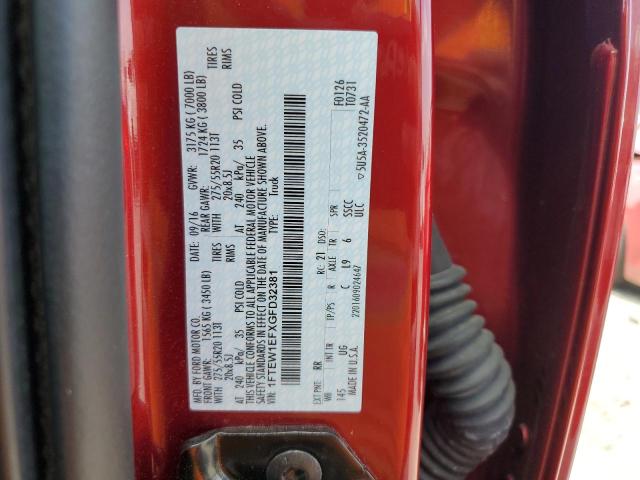 MFD. BY FORD MOTOR CO.
DATE: 09/16 GVWR: 3175 KG ( 7000 LB)
FRONT GAWR: 1565 KG ( 3450 LB) REAR GAWR: 1724 KG ( 3800 LB)
275/55R20 113T TIRES WITH 275/55R20 113T TIRES
20x8.5J RIMS 20x8.5J RIMS
AT 240 kPa/ 35 PSI COLD AT 240 kPa/ 35 PSI COLD
THIS VEHICLE CONFORMS TO ALL APPLICABLE FEDERAL MOTOR VEHICLE
SAFETY STANDARDS IN EFFECT ON THE DATE OF MANUFACTURE SHOWN ABOVE.
VIN: 1FTEW1EFXGFD32381 TYPE: Truck
F0126
T0731
EXT PNT: RR RC: 21 DSO:
WB INT TR TP/PS R AXLE TR SPR
145 UG C L9 6 SSCC
ULC
MADE IN U.S.A. 2201609024647 ▽5U5A-3520472-AA